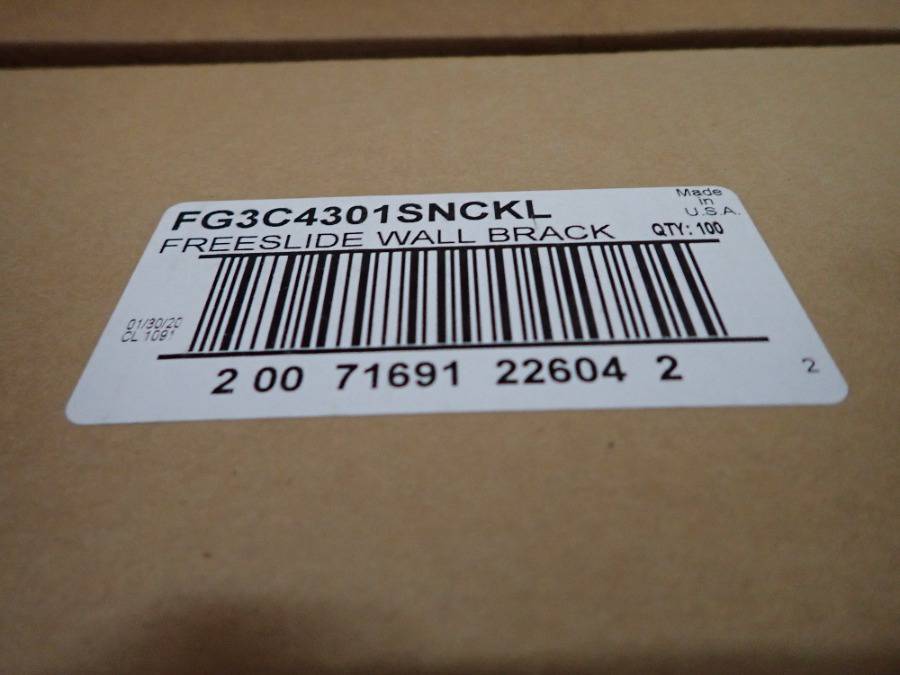 FG3C4301SNCKL
FREESLIDE WALL BRACK
Made
in
U.S.A.
QTY: 100
01/30/20
CL 1091
2 00 71691 22604 2
2